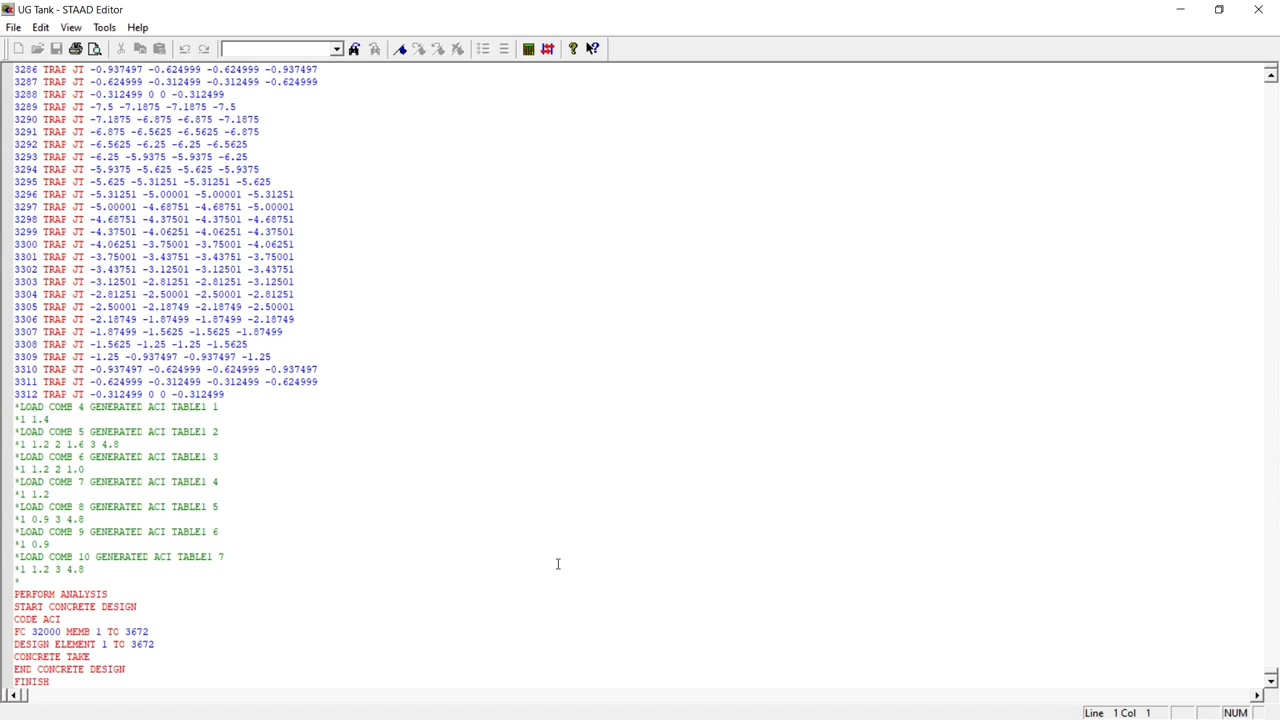 UG Tank - STAAD Editor
File Edit View Tools Help
3286 TRAP JT -0.937497 -0.624999 -0.624999 -0.937497
3287 TRAP JT -0.624999 -0.312499 -0.312499 -0.624999
3288 TRAP JT -0.312499 0 0 -0.312499
3289 TRAP JT -7.5 -7.1875 -7.1875 -7.5
3290 TRAP JT -7.1875 -6.875 -6.875 -7.1875
3291 TRAP JT -6.875 -6.5625 -6.5625 -6.875
3292 TRAP JT -6.5625 -6.25 -6.25 -6.5625
3293 TRAP JT -6.25 -5.9375 -5.9375 -6.25
3294 TRAP JT -5.9375 -5.625 -5.625 -5.9375
3295 TRAP JT -5.625 -5.31251 -5.31251 -5.625
3296 TRAP JT -5.31251 -5.00001 -5.00001 -5.31251
3297 TRAP JT -5.00001 -4.68751 -4.68751 -5.00001
3298 TRAP JT -4.68751 -4.37501 -4.37501 -4.68751
3299 TRAP JT -4.37501 -4.06251 -4.06251 -4.37501
3300 TRAP JT -4.06251 -3.75001 -3.75001 -4.06251
3301 TRAP JT -3.75001 -3.43751 -3.43751 -3.75001
3302 TRAP JT -3.43751 -3.12501 -3.12501 -3.43751
3303 TRAP JT -3.12501 -2.81251 -2.81251 -3.12501
3304 TRAP JT -2.81251 -2.50001 -2.50001 -2.81251
3305 TRAP JT -2.50001 -2.18749 -2.18749 -2.50001
3306 TRAP JT -2.18749 -1.87499 -1.87499 -2.18749
3307 TRAP JT -1.87499 -1.5625 -1.5625 -1.87499
3308 TRAP JT -1.5625 -1.25 -1.25 -1.5625
3309 TRAP JT -1.25 -0.937497 -0.937497 -1.25
3310 TRAP JT -0.937497 -0.624999 -0.624999 -0.937497
3311 TRAP JT -0.624999 -0.312499 -0.312499 -0.624999
3312 TRAP JT -0.312499 0 0 -0.312499
*LOAD COMB 4 GENERATED ACI TABLE1 1
*1 1.4
*LOAD COMB 5 GENERATED ACI TABLE1 2
*1 1.2 2 1.6 3 4.8
*LOAD COMB 6 GENERATED ACI TABLE1 3
*1 1.2 2 1.0
*LOAD COMB 7 GENERATED ACI TABLE1 4
*1 1.2
*LOAD COMB 8 GENERATED ACI TABLE1 5
*1 0.9 3 4.8
*LOAD COMB 9 GENERATED ACI TABLE1 6
*1 0.9
*LOAD COMB 10 GENERATED ACI TABLE1 7
*1 1.2 3 4.8
*
PERFORM ANALYSIS
START CONCRETE DESIGN
CODE ACI
FC 32000 MEMB 1 TO 3672
DESIGN ELEMENT 1 TO 3672
CONCRETE TAKE
END CONCRETE DESIGN
FINISH
Line 1 Col 1 NUM